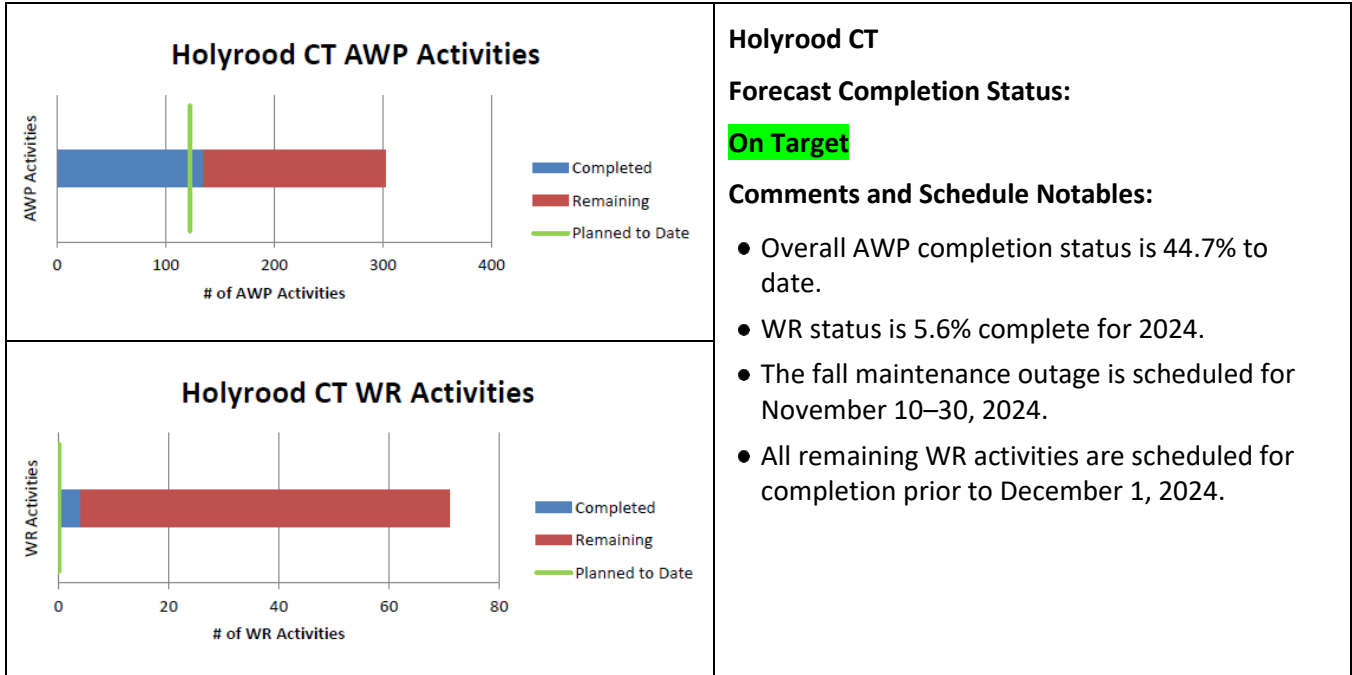 Holyrood CT AWP Activities
AWP Activities
Completed
Remaining
Planned to Date
0 100 200 300 400
# of AWP Activities
Holyrood CT WR Activities
WR Activities
Completed
Remaining
Planned to Date
0 20 40 60 80
# of WR Activities
Holyrood CT
Forecast Completion Status:
On Target
Comments and Schedule Notables:
● Overall AWP completion status is 44.7% to
date.
● WR status is 5.6% complete for 2024.
● The fall maintenance outage is scheduled for
November 10–30, 2024.
● All remaining WR activities are scheduled for
completion prior to December 1, 2024.